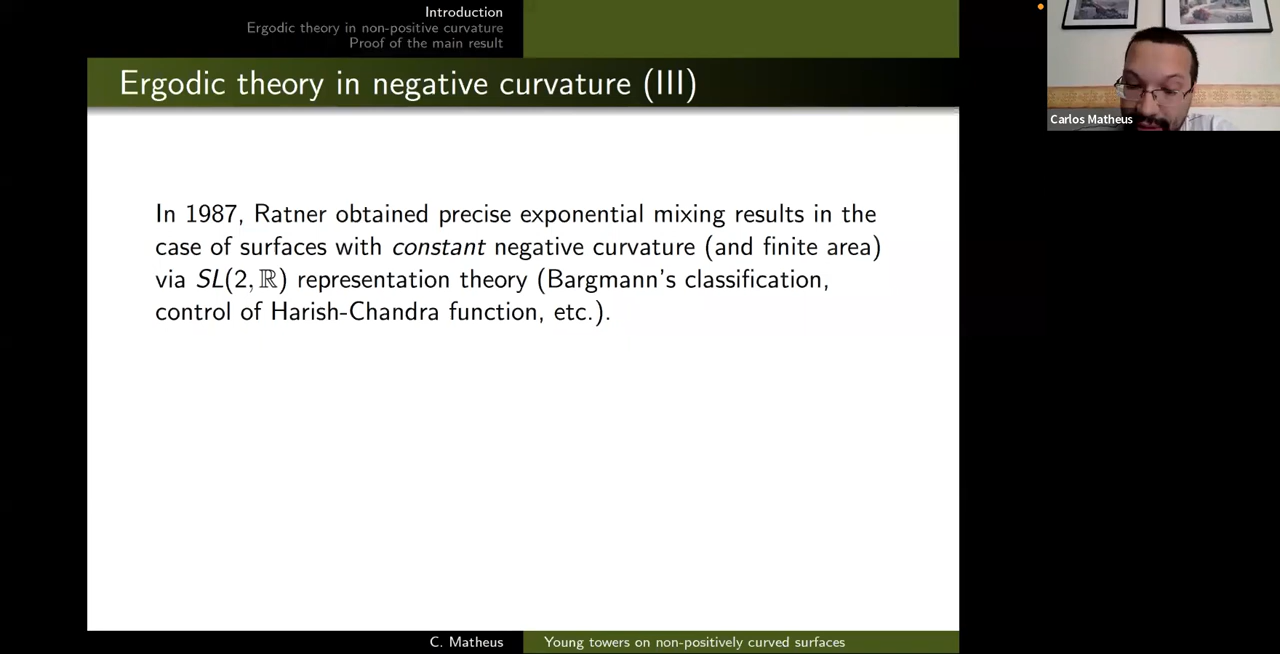 Introduction
Ergodic theory in non-positive curvature
Proof of the main result
Ergodic theory in negative curvature (III)
In 1987, Ratner obtained precise exponential mixing results in the
case of surfaces with constant negative curvature (and finite area)
via SL(2, ℝ) representation theory (Bargmann's classification,
control of Harish-Chandra function, etc.).
C. Matheus
Young towers on non-positively curved surfaces
Carlos Matheus